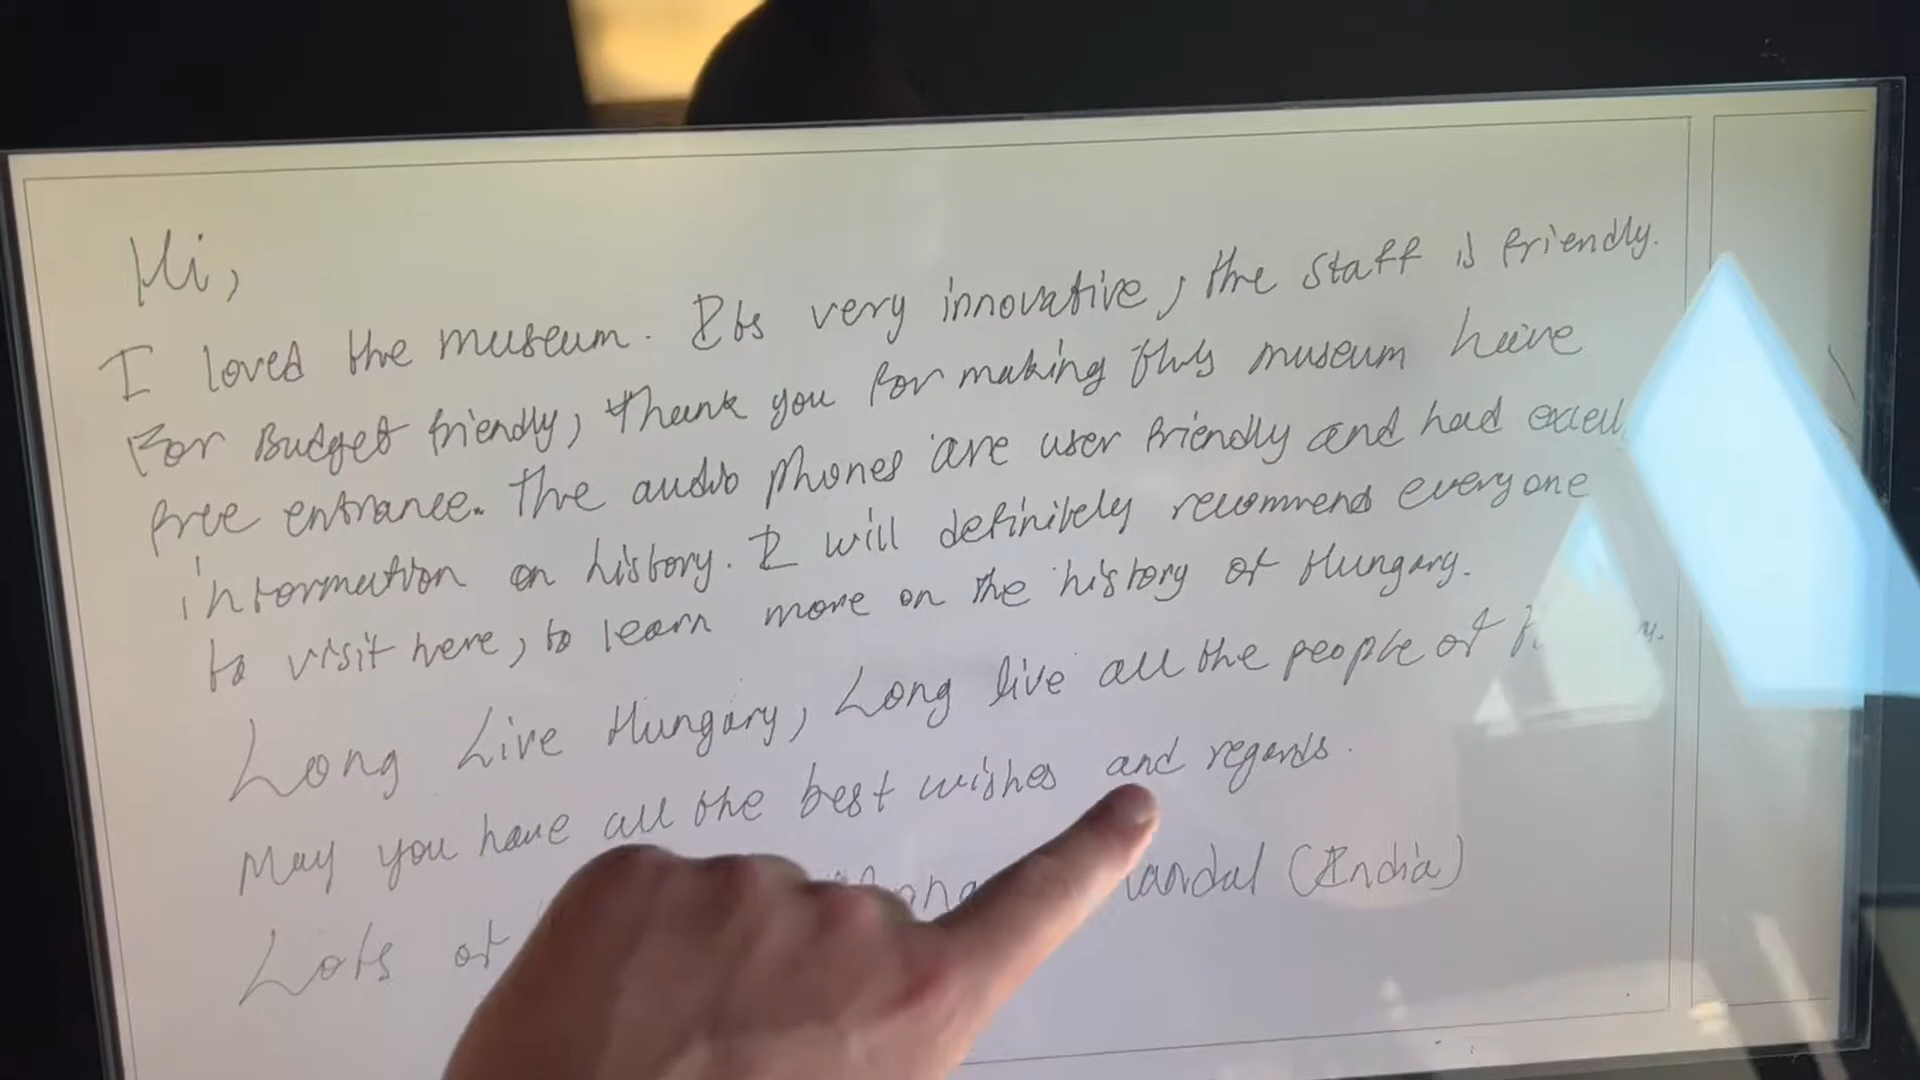 Hi,
I loved the museum. Its very innovative, the staff is friendly.
For Budget friendly, thank you for making this museum have
free entrance. The audio phones are user friendly and had
information on history. I will definitely recommend everyone
to visit here, to learn more on the history of Hungary.
Long Live Hungary, Long live all the people of
May you have all the best wishes and regards.
Lots of (India)